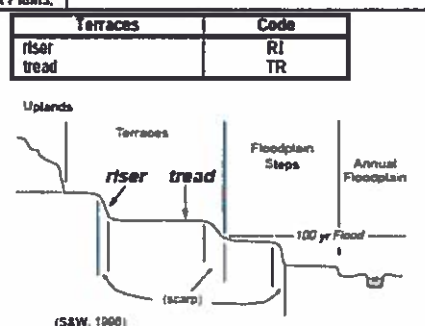 Plains,
Terraces Code
riser RI
tread TR
Uplands
Terraces
Floodplain
Steps
Annual
Floodplain
riser tread
100 yr Flood
(scarp)
(S&W, 1996)